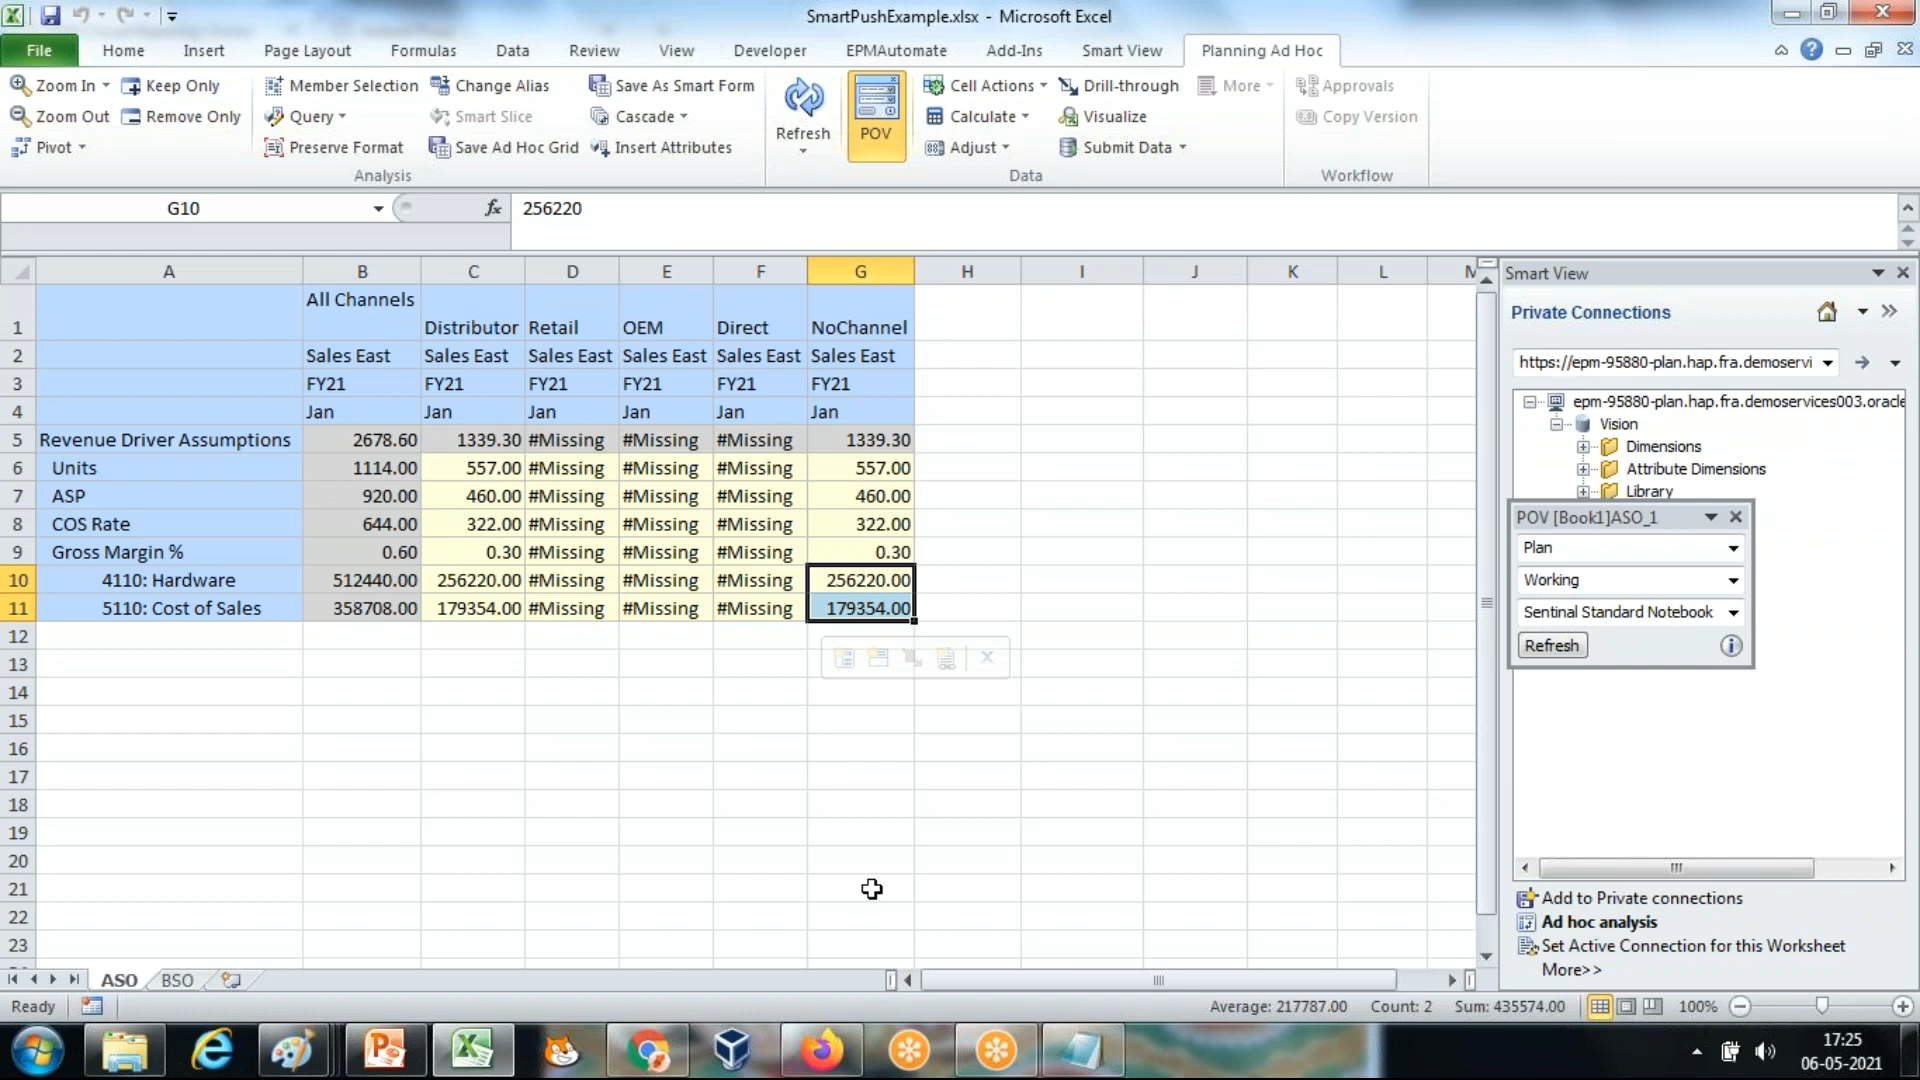 SmartPushExample.xlsx - Microsoft Excel
File Home Insert Page Layout Formulas Data Review View Developer EPMAutomate Add-Ins Smart View Planning Ad Hoc
Zoom In Keep Only Member Selection Change Alias Save As Smart Form Cell Actions Drill-through More Approvals
Zoom Out Remove Only Query Smart Slice Cascade Refresh POV Calculate Visualize Copy Version
Pivot Preserve Format Save Ad Hoc Grid Insert Attributes Adjust Submit Data
Analysis Data Workflow
G10 fx 256220
A B C D E F G H I J K L M
1 All Channels Distributor Retail OEM Direct NoChannel
2 Sales East Sales East Sales East Sales East Sales East Sales East
3 FY21 FY21 FY21 FY21 FY21 FY21
4 Jan Jan Jan Jan Jan Jan
5 Revenue Driver Assumptions 2678.60 1339.30 #Missing #Missing #Missing 1339.30
6 Units 1114.00 557.00 #Missing #Missing #Missing 557.00
7 ASP 920.00 460.00 #Missing #Missing #Missing 460.00
8 COS Rate 644.00 322.00 #Missing #Missing #Missing 322.00
9 Gross Margin % 0.60 0.30 #Missing #Missing #Missing 0.30
10 4110: Hardware 512440.00 256220.00 #Missing #Missing #Missing 256220.00
11 5110: Cost of Sales 358708.00 179354.00 #Missing #Missing #Missing 179354.00
12
13
14
15
16
17
18
19
20
21
22
23
Smart View
Private Connections
https://epm-95880-plan.hap.fra.demoservi
epm-95880-plan.hap.fra.demoservices003.oracle
Vision
Dimensions
Attribute Dimensions
Library
POV [Book1]ASO_1
Plan
Working
Sentinal Standard Notebook
Refresh
Add to Private connections
Ad hoc analysis
Set Active Connection for this Worksheet
More>>
ASO BSO
Ready Average: 217787.00 Count: 2 Sum: 435574.00 100%
17:25
06-05-2021